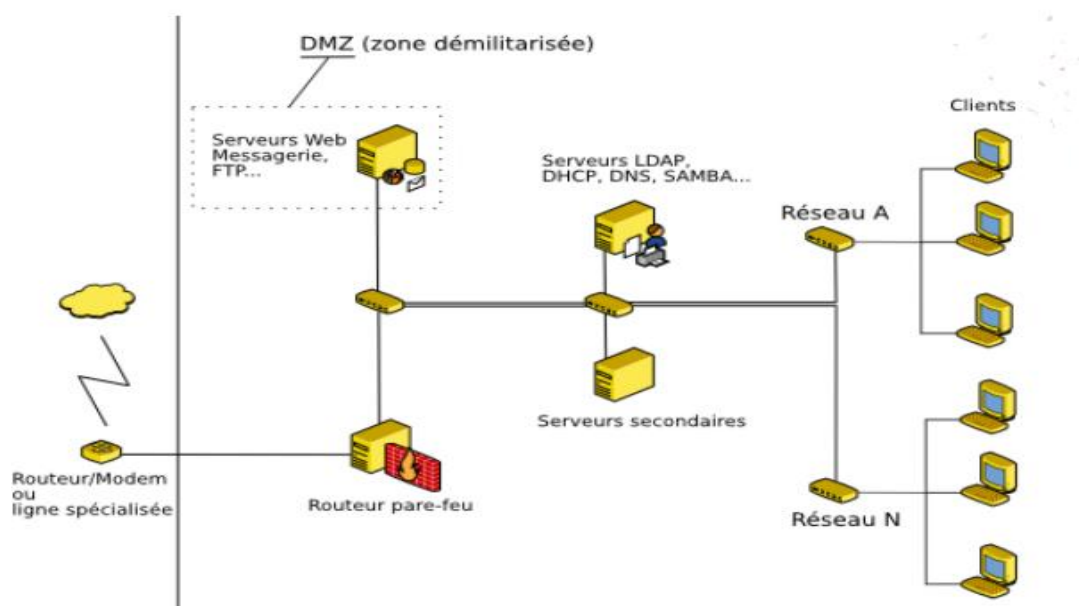 DMZ (zone démilitarisée)
Clients
Serveurs Web
Messagerie,
FTP...
Serveurs LDAP,
DHCP, DNS, SAMBA...
Réseau A
Serveurs secondaires
Routeur/Modem
ou
ligne spécialisée
Routeur pare-feu
Réseau N